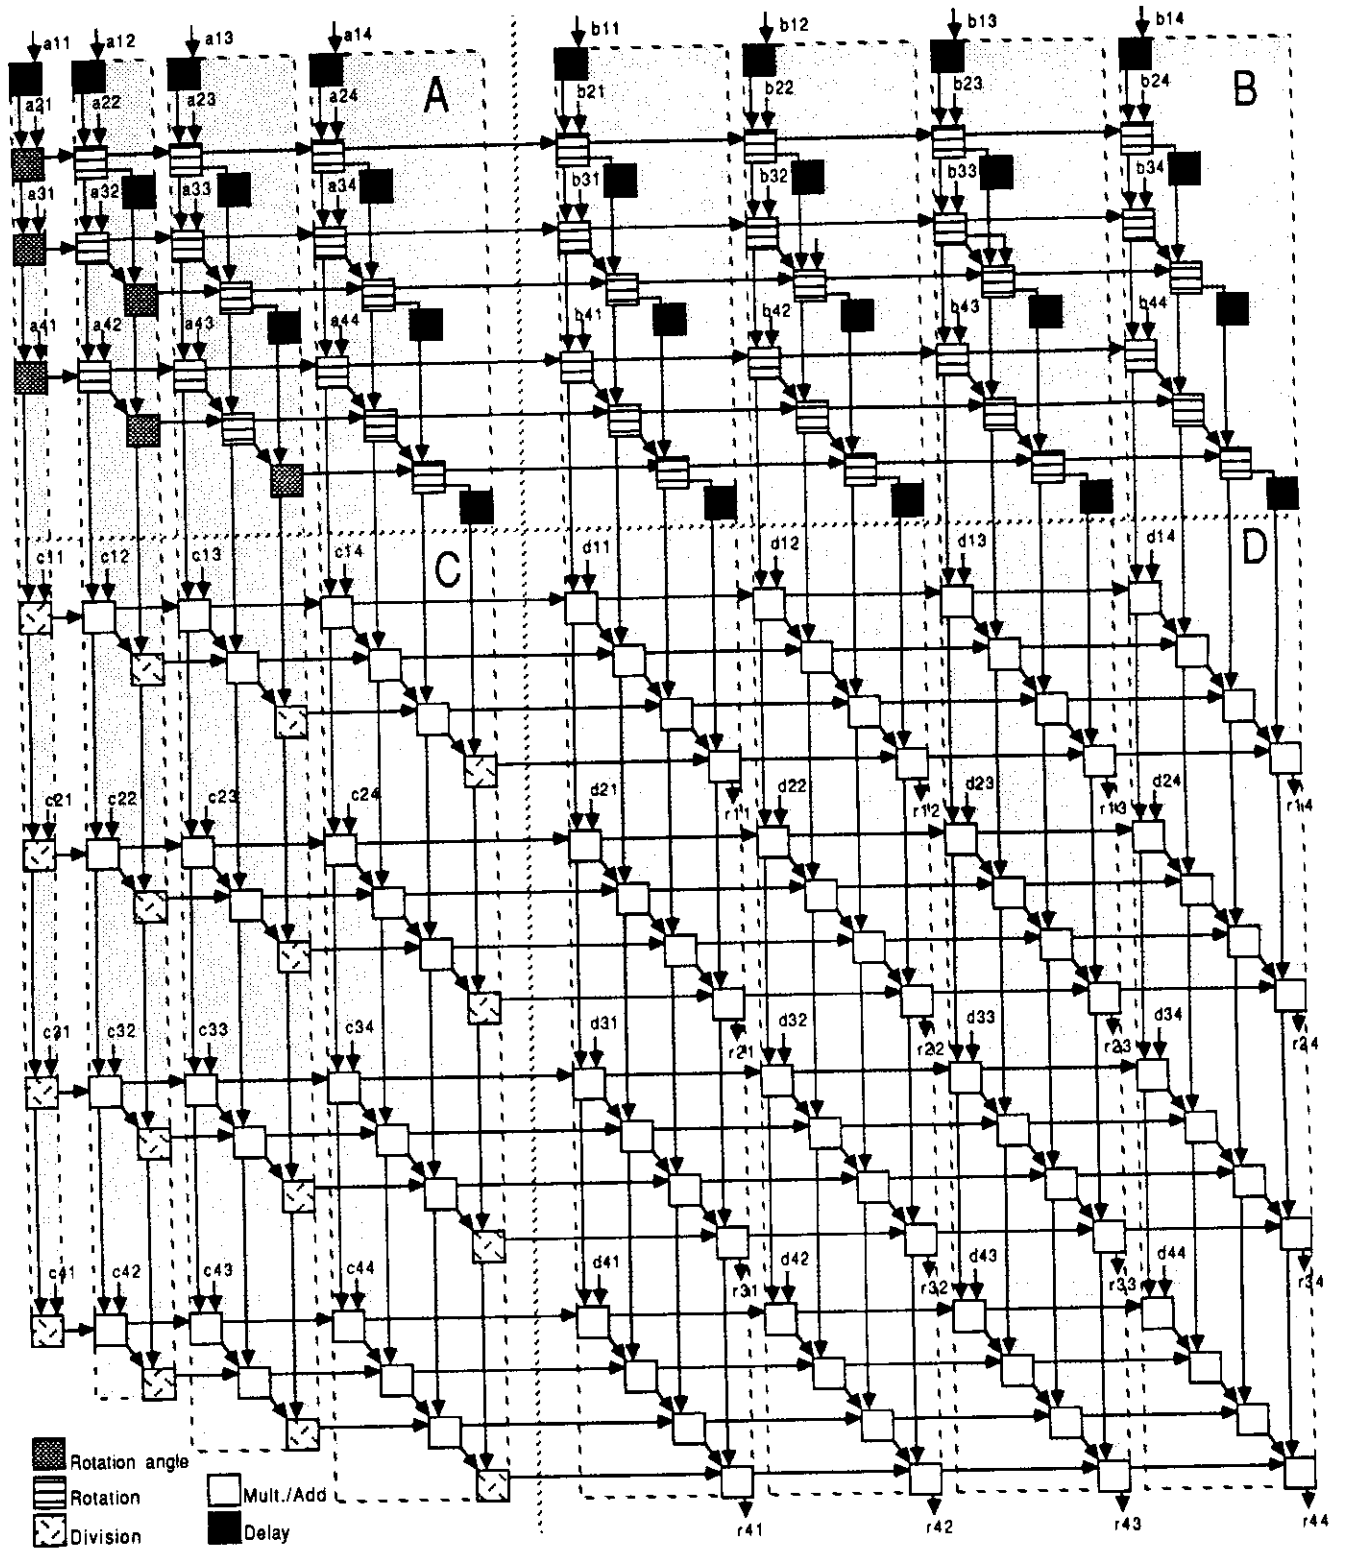 a11 a12 a13 a14 b11 b12 b13 b14
A B
a21 a22 a23 a24 b21 b22 b23 b24
a31 a32 a33 a34 b31 b32 b33 b34
a41 a42 a43 a44 b41 b42 b43 b44
c11 c12 c13 c14 d11 d12 d13 d14
C D
c21 c22 c23 c24 d21 d22 d23 d24
r11 r12 r13 r14
c31 c32 c33 c34 d31 d32 d33 d34
r21 r22 r23 r24
c41 c42 c43 c44 d41 d42 d43 d44
r31 r32 r33 r34
Rotation angle
Rotation
Mult./Add
Division
Delay
r41 r42 r43 r44